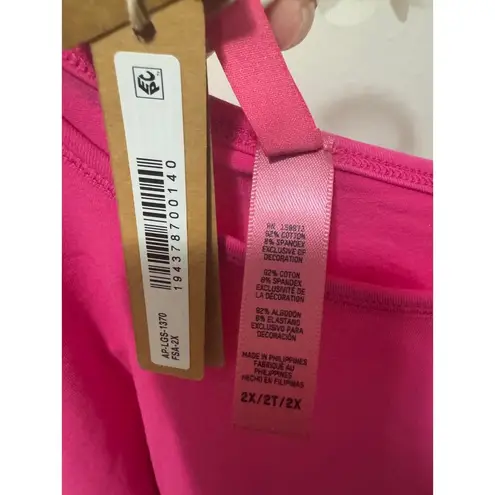 EPC
194378700140
AP-LGS-1370
FSA-2X
RN 159871
92% COTTON
8% SPANDEX
EXCLUSIVE OF
DECORATION
92% COTON
8% SPANDEX
EXCLUSIVITÉ DE
LA DÉCORATION
92% ALGODÓN
8% ELASTANO
EXCLUSIVO PARA
DECORACIÓN
MADE IN PHILIPPINES
FABRIQUÉ AU
PHILIPPINES
HECHO EN FILIPINAS
2X/2T/2X